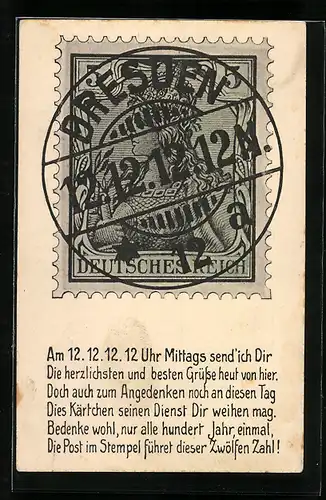 DRESDEN
12.12.12.12N.
* 12 a
DEUTSCHES REICH
Am 12. 12. 12. 12 Uhr Mittags send' ich Dir
Die herzlichsten und besten Grüße heut von hier.
Doch auch zum Angedenken noch an diesen Tag
Dies Kärtchen seinen Dienst Dir weihen mag.
Bedenke wohl, nur alle hundert Jahr einmal,
Die Post im Stempel führet dieser Zwölfen Zahl!